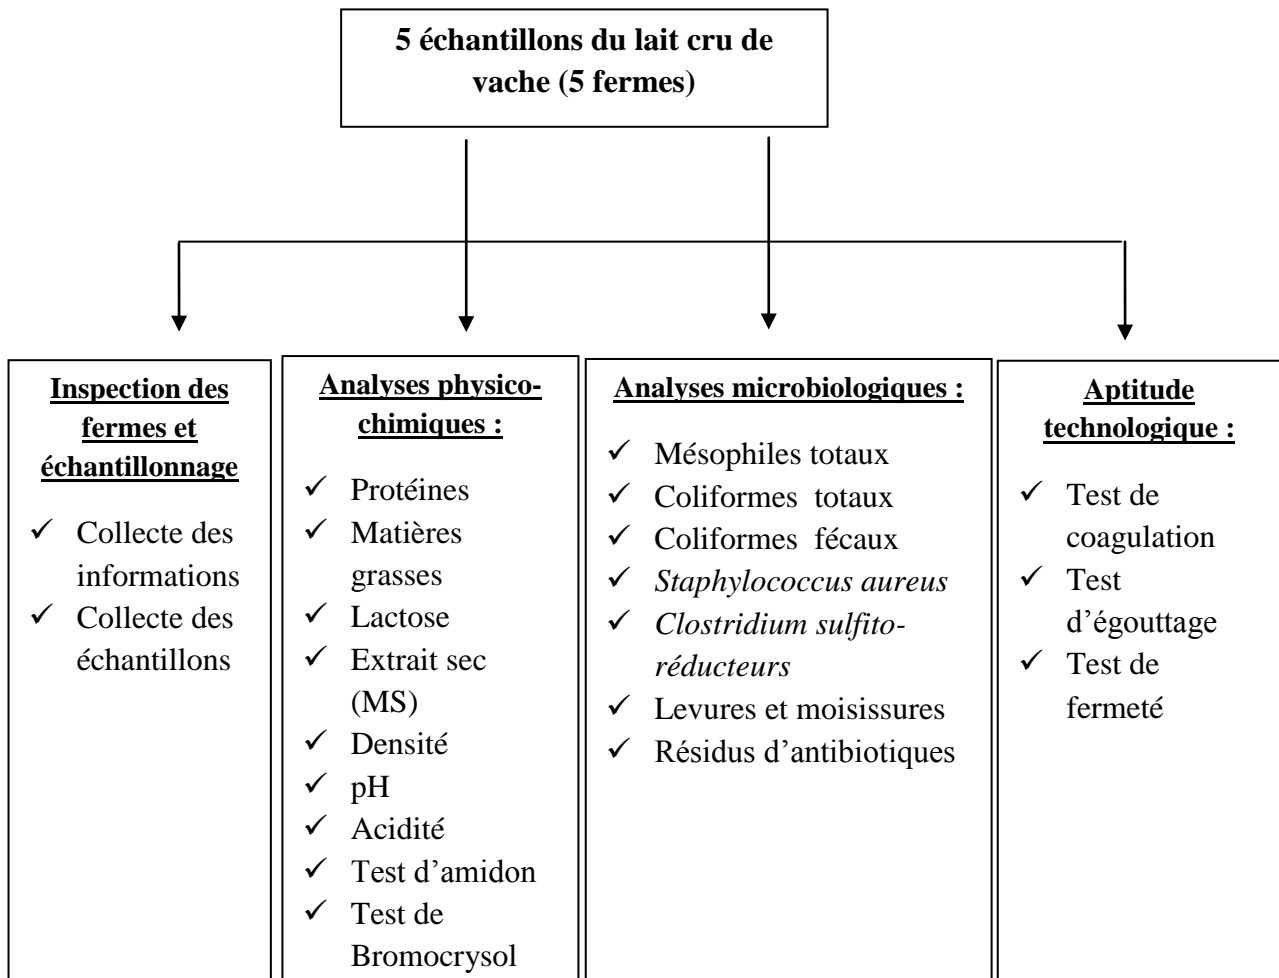 5 échantillons du lait cru de
vache (5 fermes)
Inspection des
fermes et
échantillonnage
✓ Collecte des
informations
✓ Collecte des
échantillons
Analyses physico-
chimiques :
✓ Protéines
✓ Matières
grasses
✓ Lactose
✓ Extrait sec
(MS)
✓ Densité
✓ pH
✓ Acidité
✓ Test d’amidon
✓ Test de
Bromocrysol
Analyses microbiologiques :
✓ Mésophiles totaux
✓ Coliformes totaux
✓ Coliformes fécaux
✓ Staphylococcus aureus
✓ Clostridium sulfito-
réducteurs
✓ Levures et moisissures
✓ Résidus d’antibiotiques
Aptitude
technologique :
✓ Test de
coagulation
✓ Test
d’égouttage
✓ Test de
fermeté